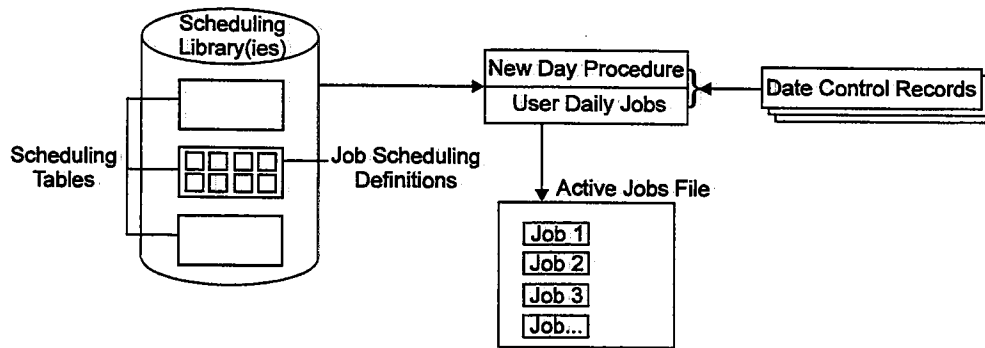 Scheduling
Library(ies)
New Day Procedure
User Daily Jobs
Date Control Records
Scheduling
Tables
Job Scheduling
Definitions
Active Jobs File
Job 1
Job 2
Job 3
Job...